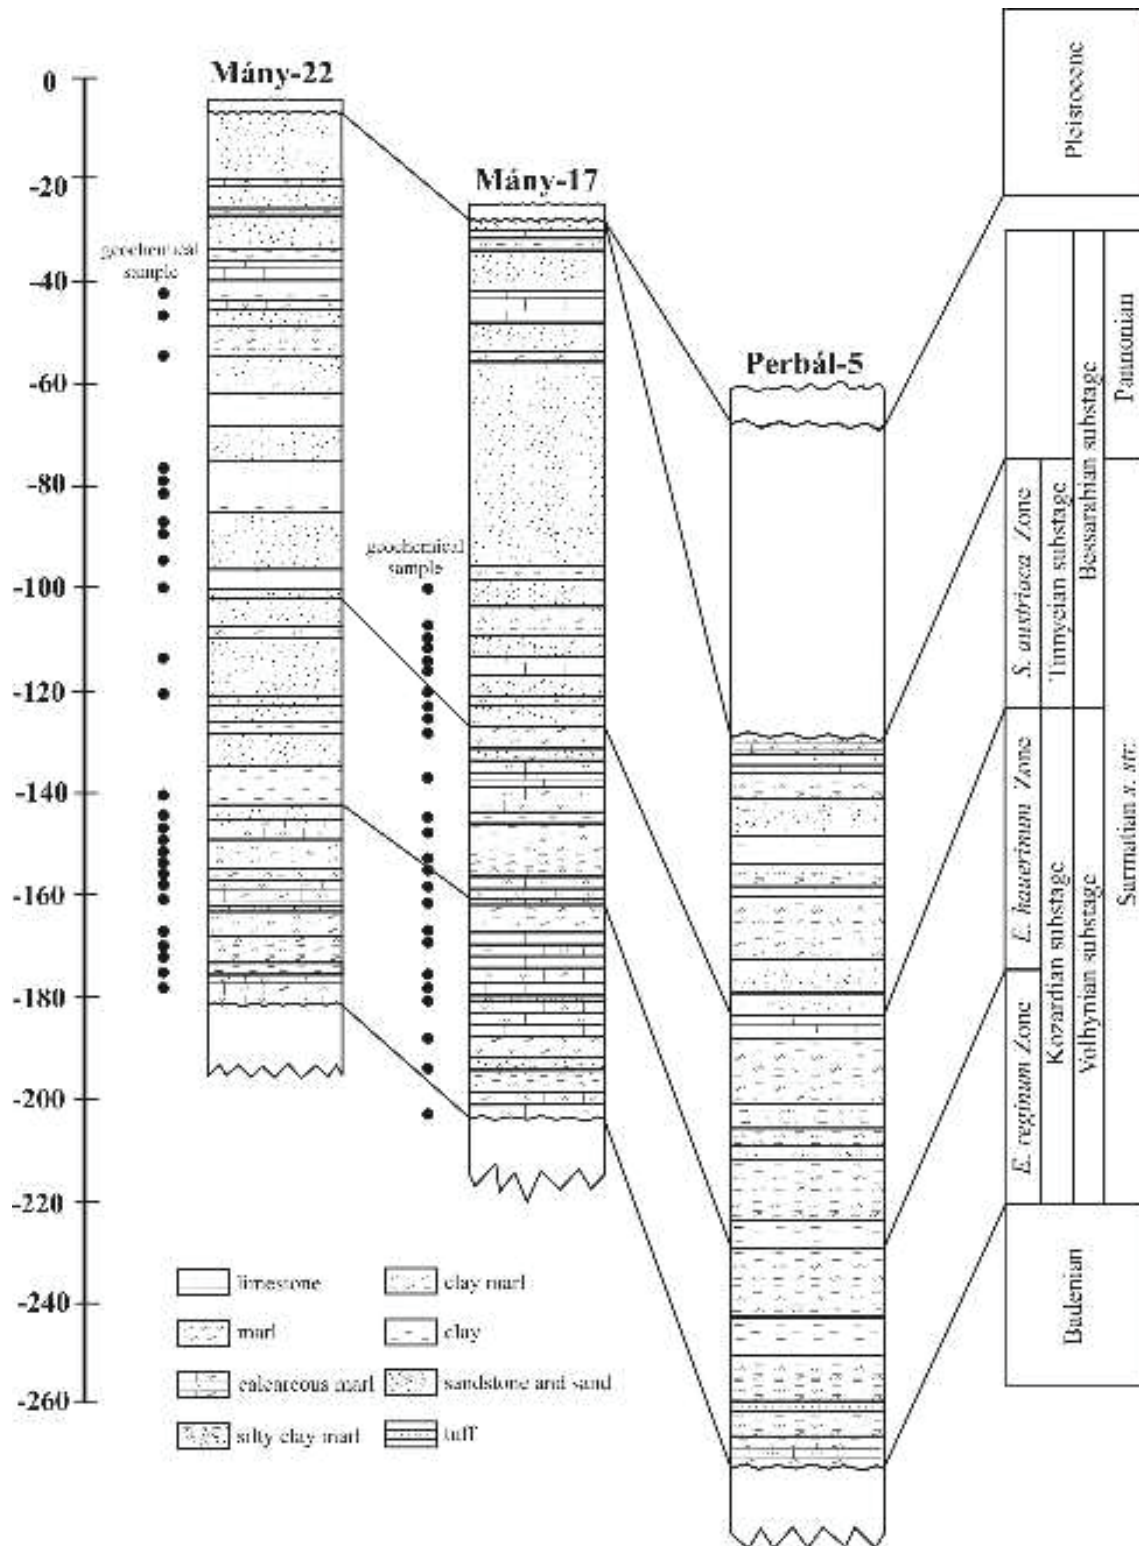 Mány-22
Mány-17
Perbál-5
0
-20
-40
-60
-80
-100
-120
-140
-160
-180
-200
-220
-240
-260
geochemical
sample
geochemical
sample
Pleistocene
Pannonian
Bessarabian substage
Tinnyeian substage
S. austriaca Zone
E. hauerinum Zone
Kozardian substage
Volhynian substage
Sarmatian s. str.
E. reginum Zone
Badenian
limestone
marl
calcareous marl
silty clay marl
clay marl
clay
sandstone and sand
tuff